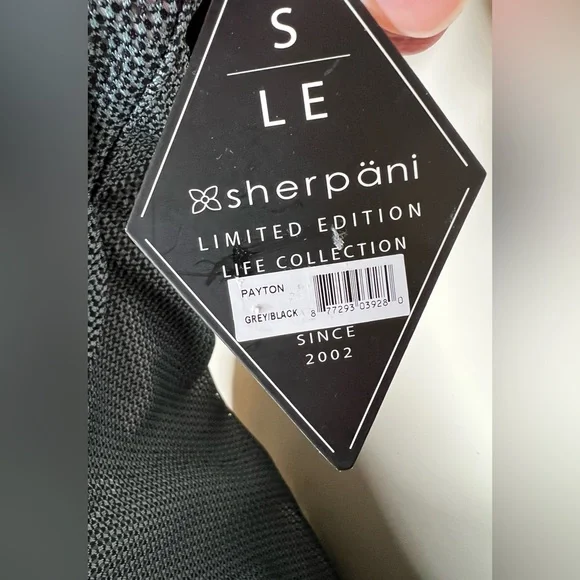 S
LE
sherpäni
LIMITED EDITION
LIFE COLLECTION
PAYTON
GREY/BLACK
8 77293 03928 0
SINCE
2002